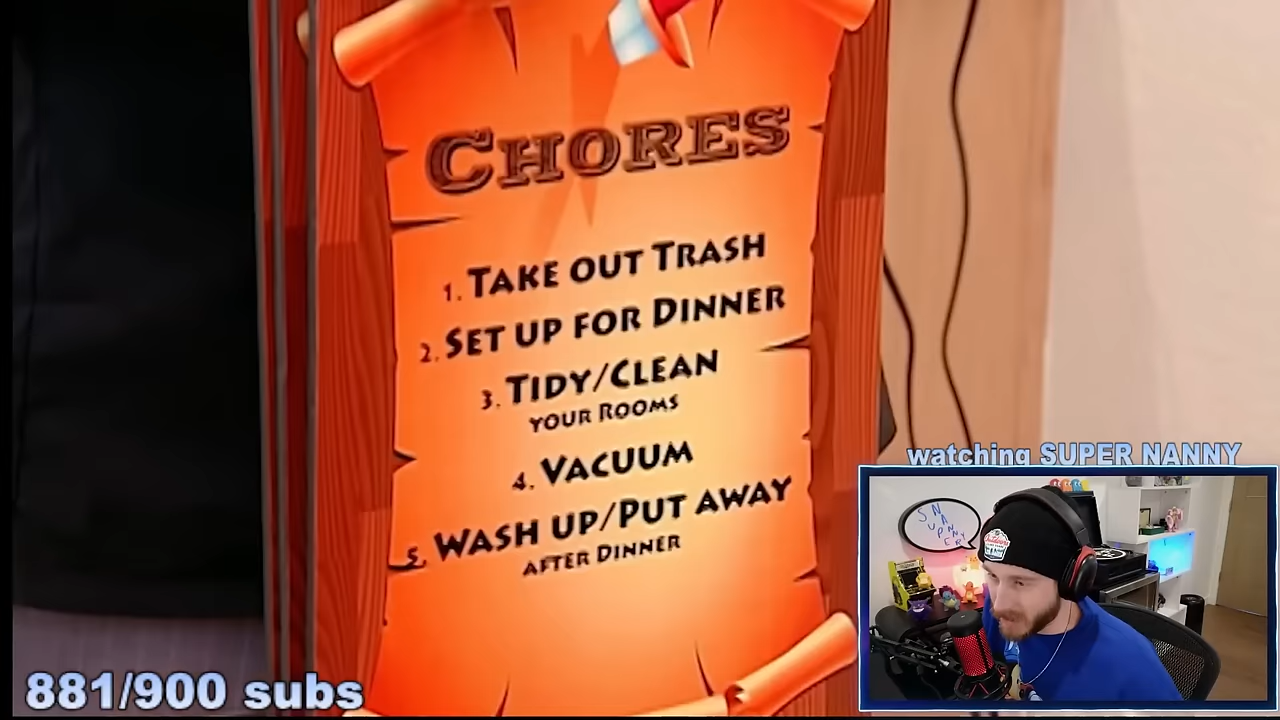 CHORES
1. TAKE OUT TRASH
2. SET UP FOR DINNER
3. TIDY/CLEAN
YOUR ROOMS
4. VACUUM
5. WASH UP/PUT AWAY
AFTER DINNER
watching SUPER NANNY
881/900 subs